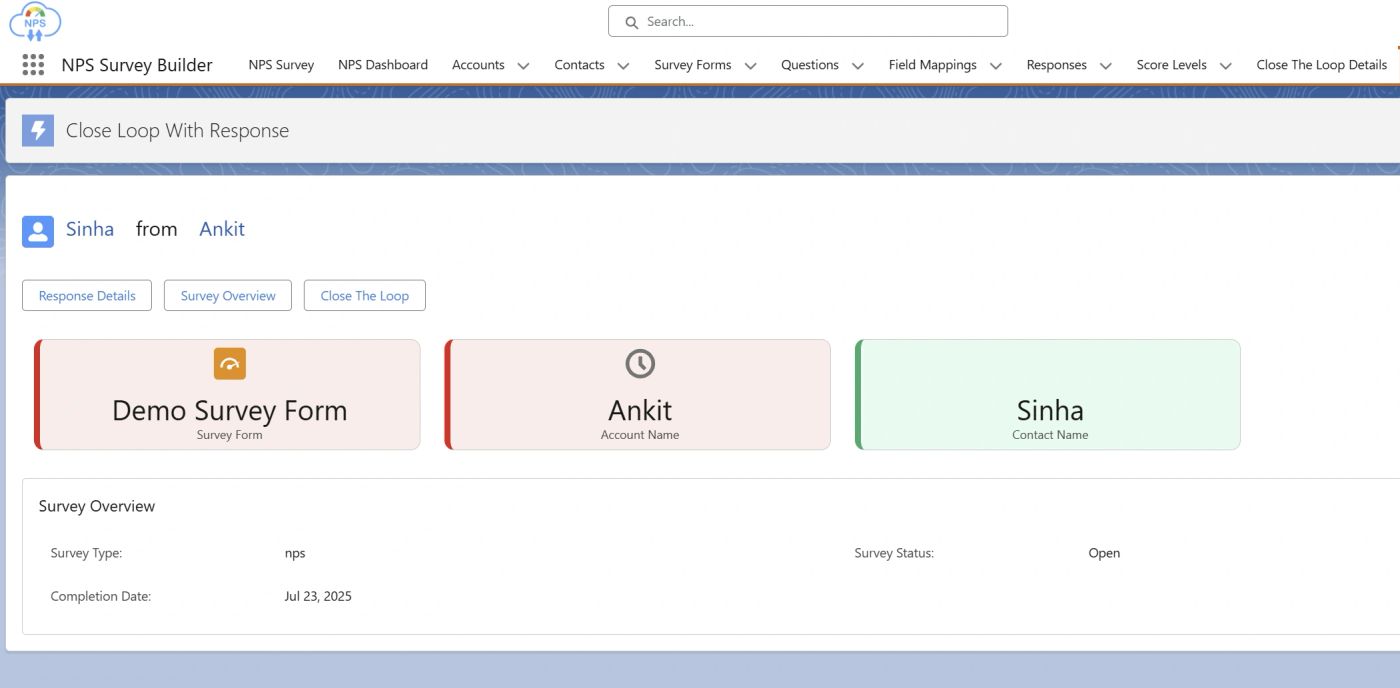 NPS
Search...
NPS Survey Builder NPS Survey NPS Dashboard Accounts Contacts Survey Forms Questions Field Mappings Responses Score Levels Close The Loop Details
Close Loop With Response
Sinha from Ankit
Response Details Survey Overview Close The Loop
Demo Survey Form Ankit Sinha
Survey Form Account Name Contact Name
Survey Overview
Survey Type: nps Survey Status: Open
Completion Date: Jul 23, 2025